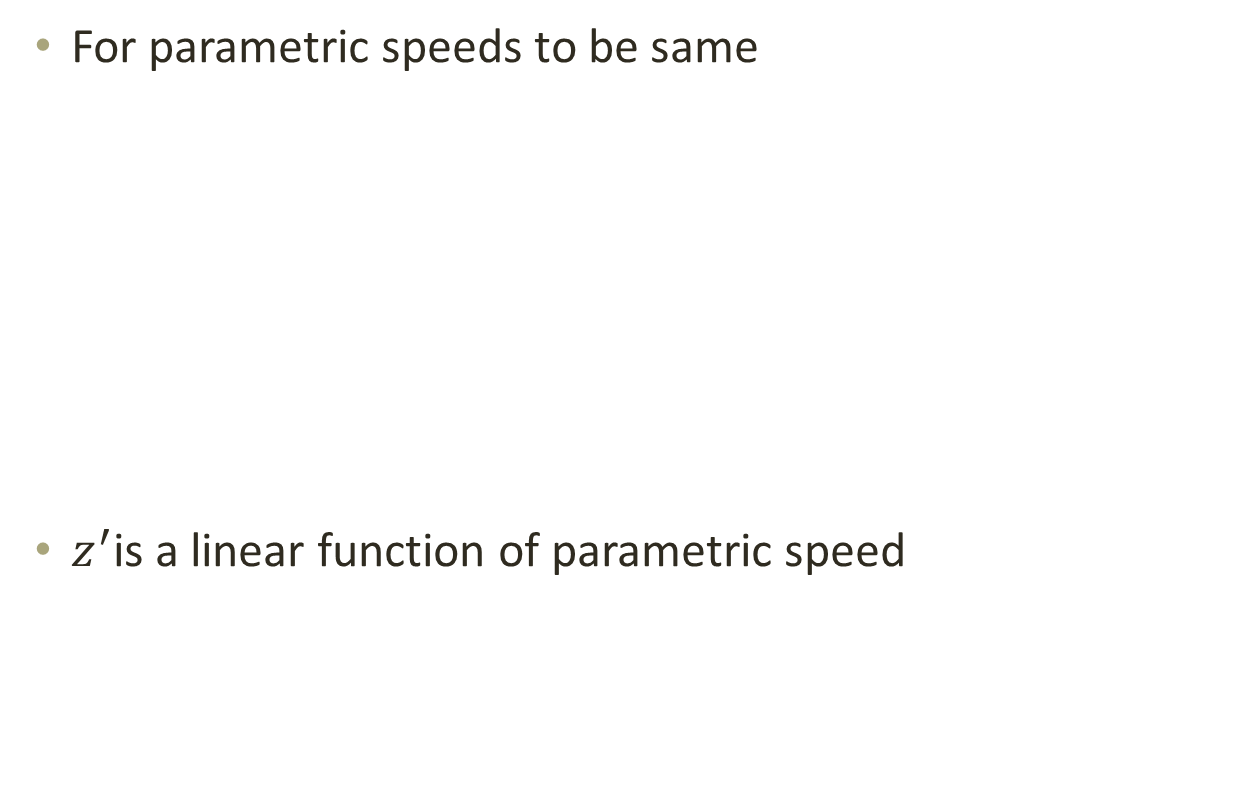 • For parametric speeds to be same
• z′is a linear function of parametric speed